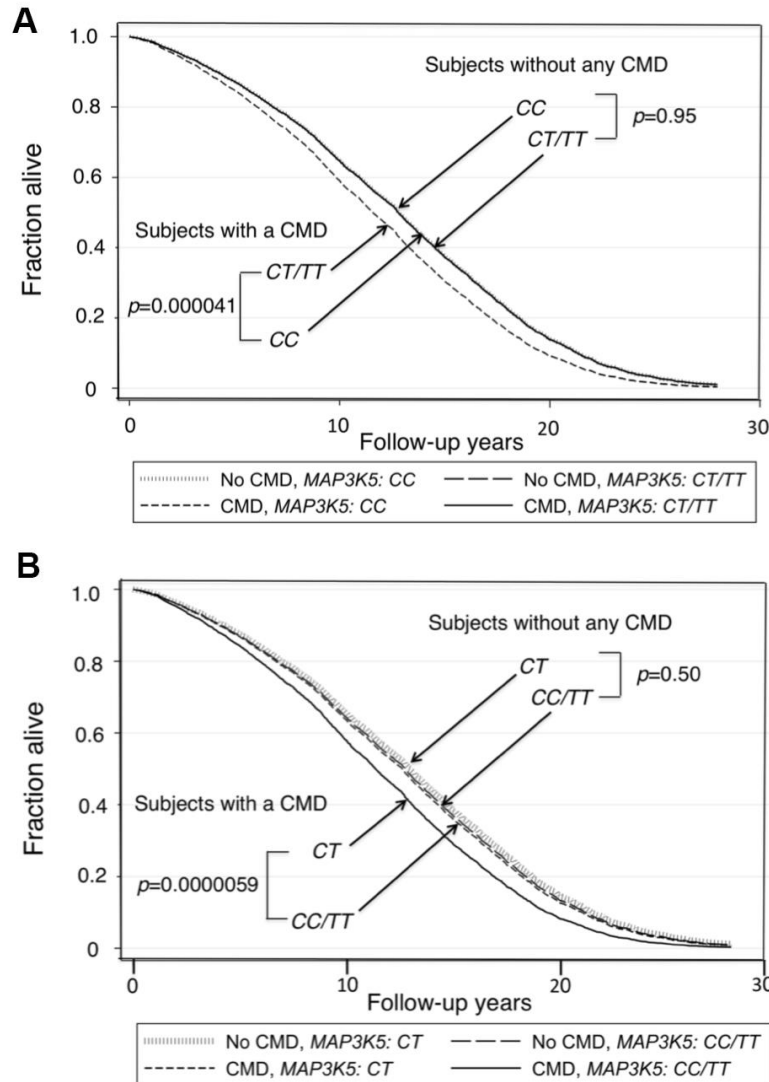 A
Subjects without any CMD
CC
CT/TT
p=0.95
Subjects with a CMD
CT/TT
p=0.000041
CC
Fraction alive
1.0
0.8
0.6
0.4
0.2
0
0
10
20
30
Follow-up years
No CMD, MAP3K5: CC
No CMD, MAP3K5: CT/TT
CMD, MAP3K5: CC
CMD, MAP3K5: CT/TT
B
Subjects without any CMD
CT
CC/TT
p=0.50
Subjects with a CMD
CT
p=0.0000059
CC/TT
Fraction alive
1.0
0.8
0.6
0.4
0.2
0
0
10
20
30
Follow-up years
No CMD, MAP3K5: CT
No CMD, MAP3K5: CC/TT
CMD, MAP3K5: CT
CMD, MAP3K5: CC/TT